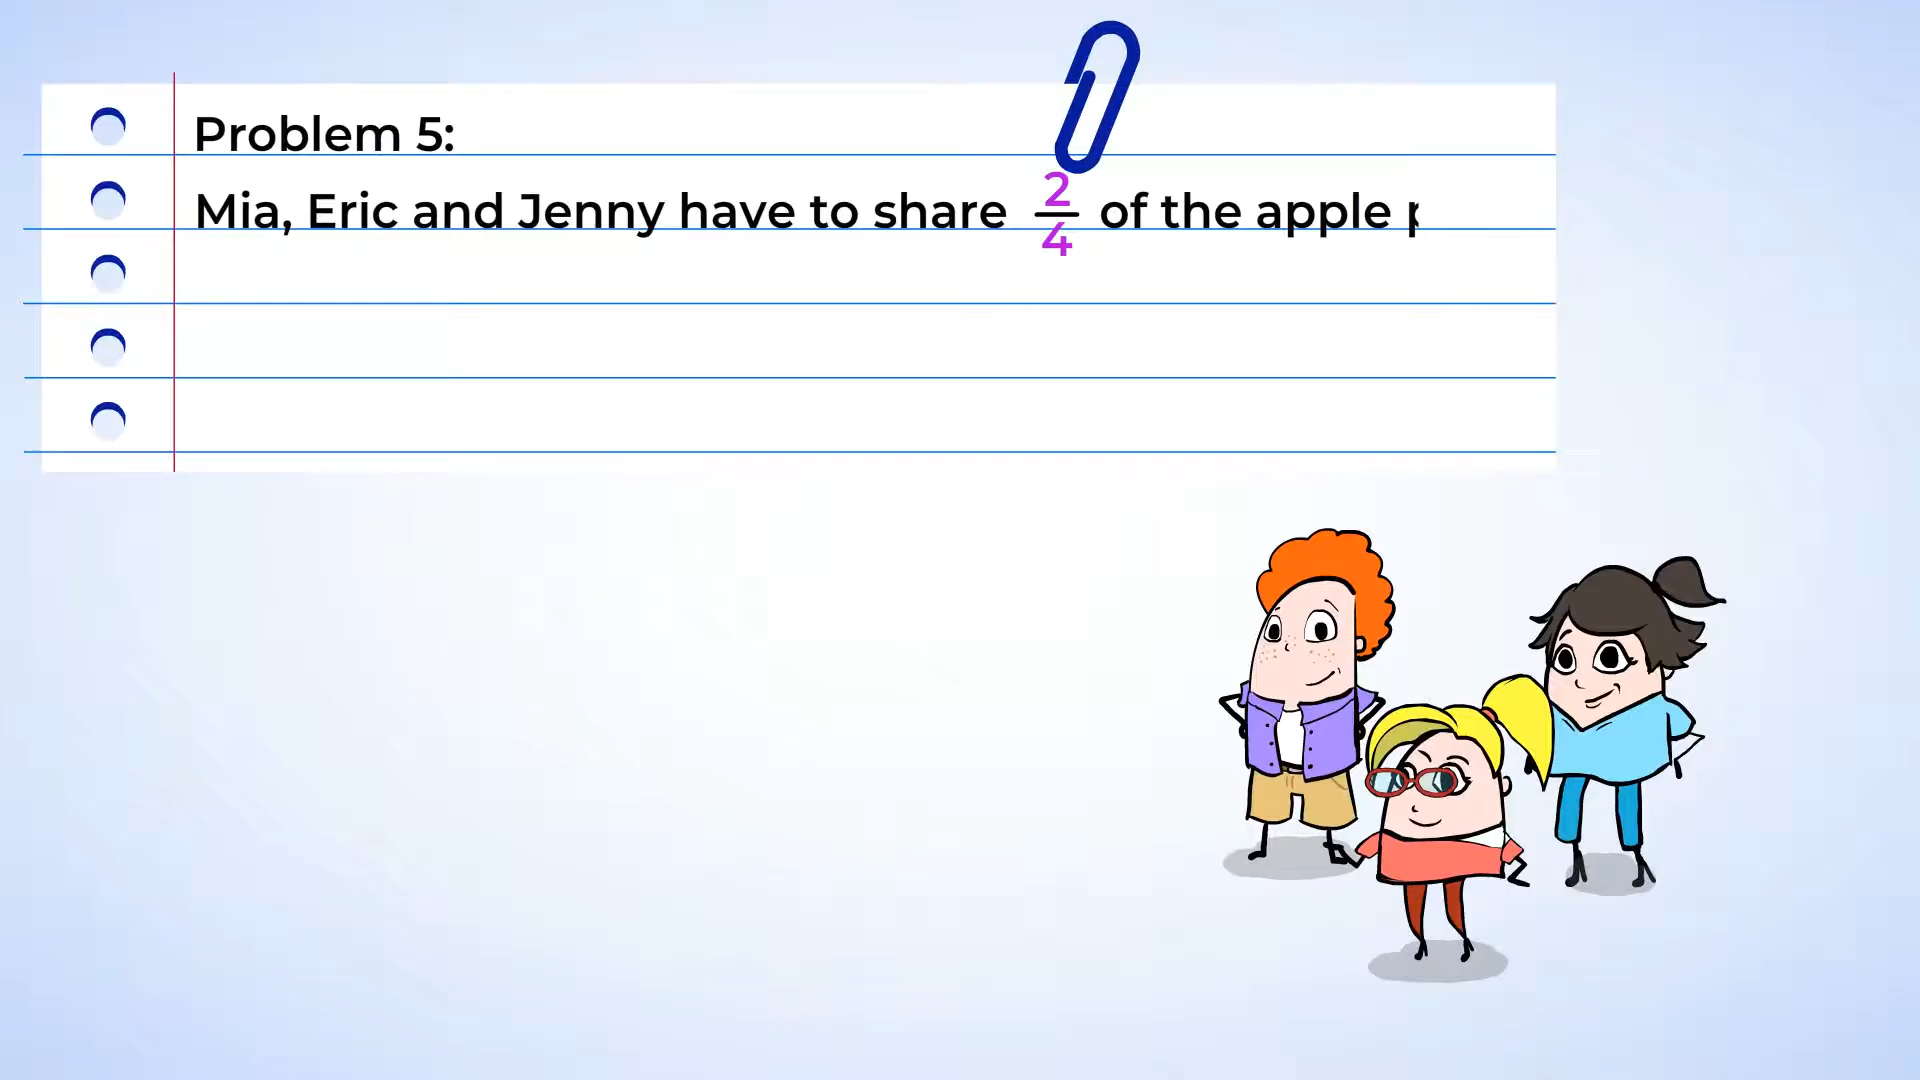 Problem 5:
Mia, Eric and Jenny have to share 2/4 of the apple